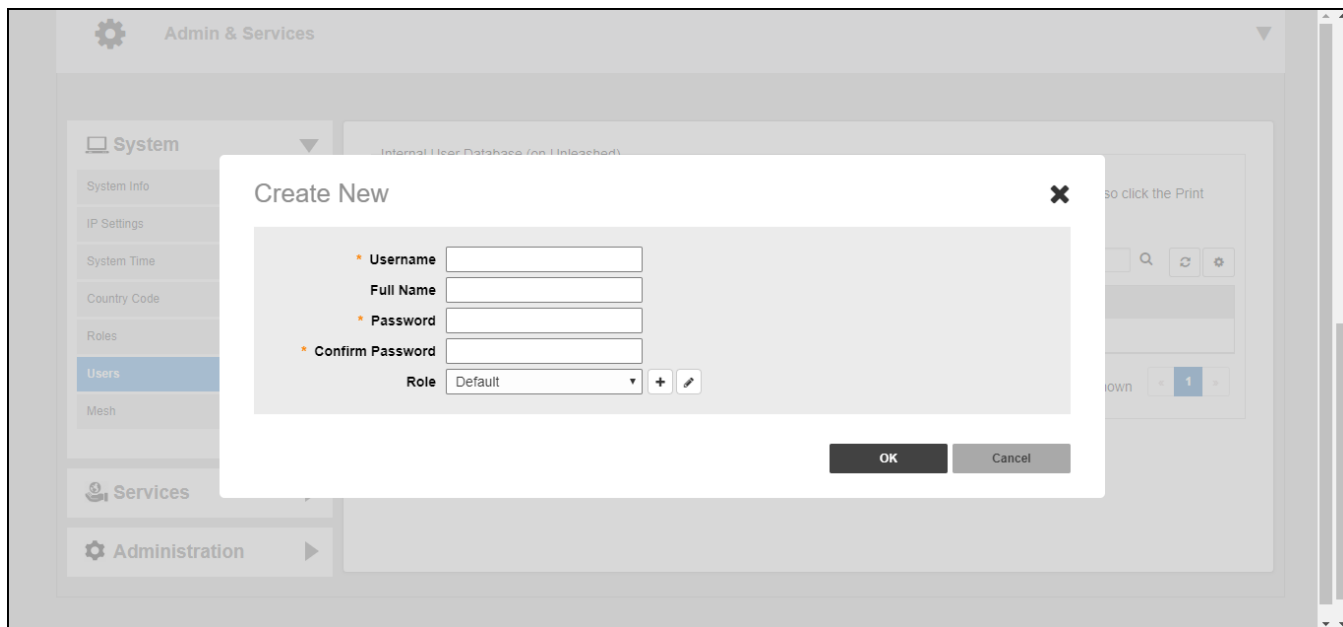 Admin & Services
System
Internal User Database (on Unleashed)
System Info
Create New
so click the Print
IP Settings
* Username
System Time
Full Name
Country Code
* Password
Roles
* Confirm Password
Users
Role Default
own
« 1 »
Mesh
OK Cancel
Services
Administration